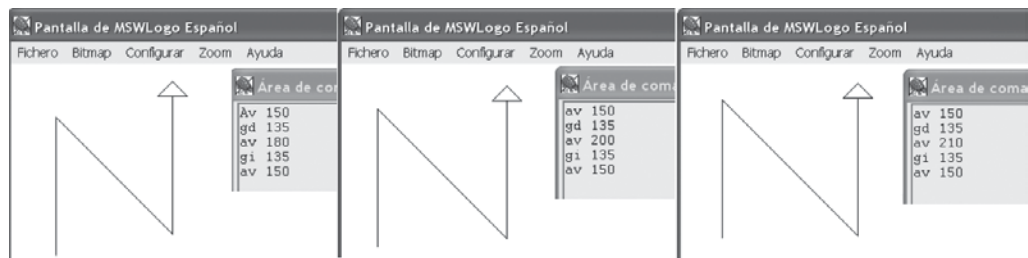 Pantalla de MSWLogo Español
Fichero Bitmap Configurar Zoom Ayuda
Área de con
Av 150
gd 135
av 180
gi 135
av 150
Pantalla de MSWLogo Español
Fichero Bitmap Configurar Zoom Ayuda
Área de coma
av 150
gd 135
av 200
gi 135
av 150
Pantalla de MSWLogo Español
Fichero Bitmap Configurar Zoom Ayuda
Área de coma
av 150
gd 135
av 210
gi 135
av 150